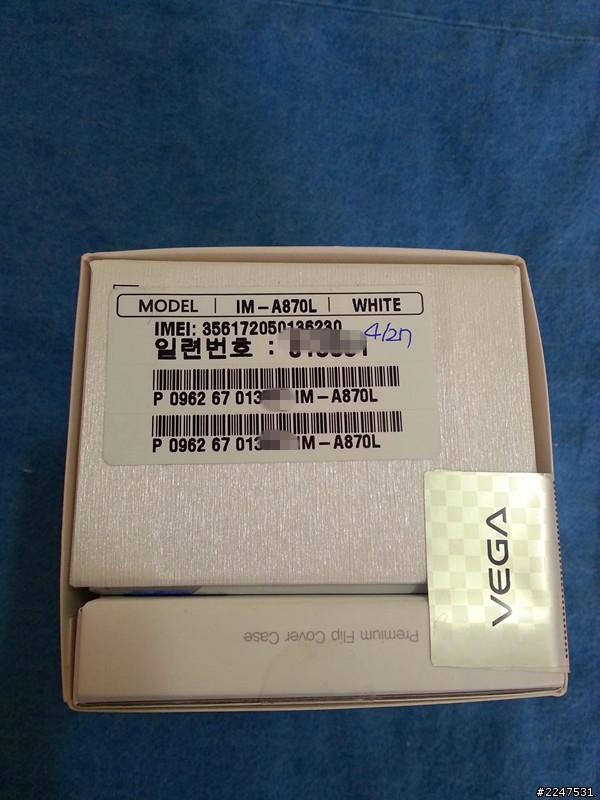 MODEL | IM-A870L | WHITE
IMEI: 356172050136230
일련번호 :
4/27
P 0962 67 013 IM-A870L
P 0962 67 013 IM-A870L
VEGA
Premium Flip Cover Case
#2247531